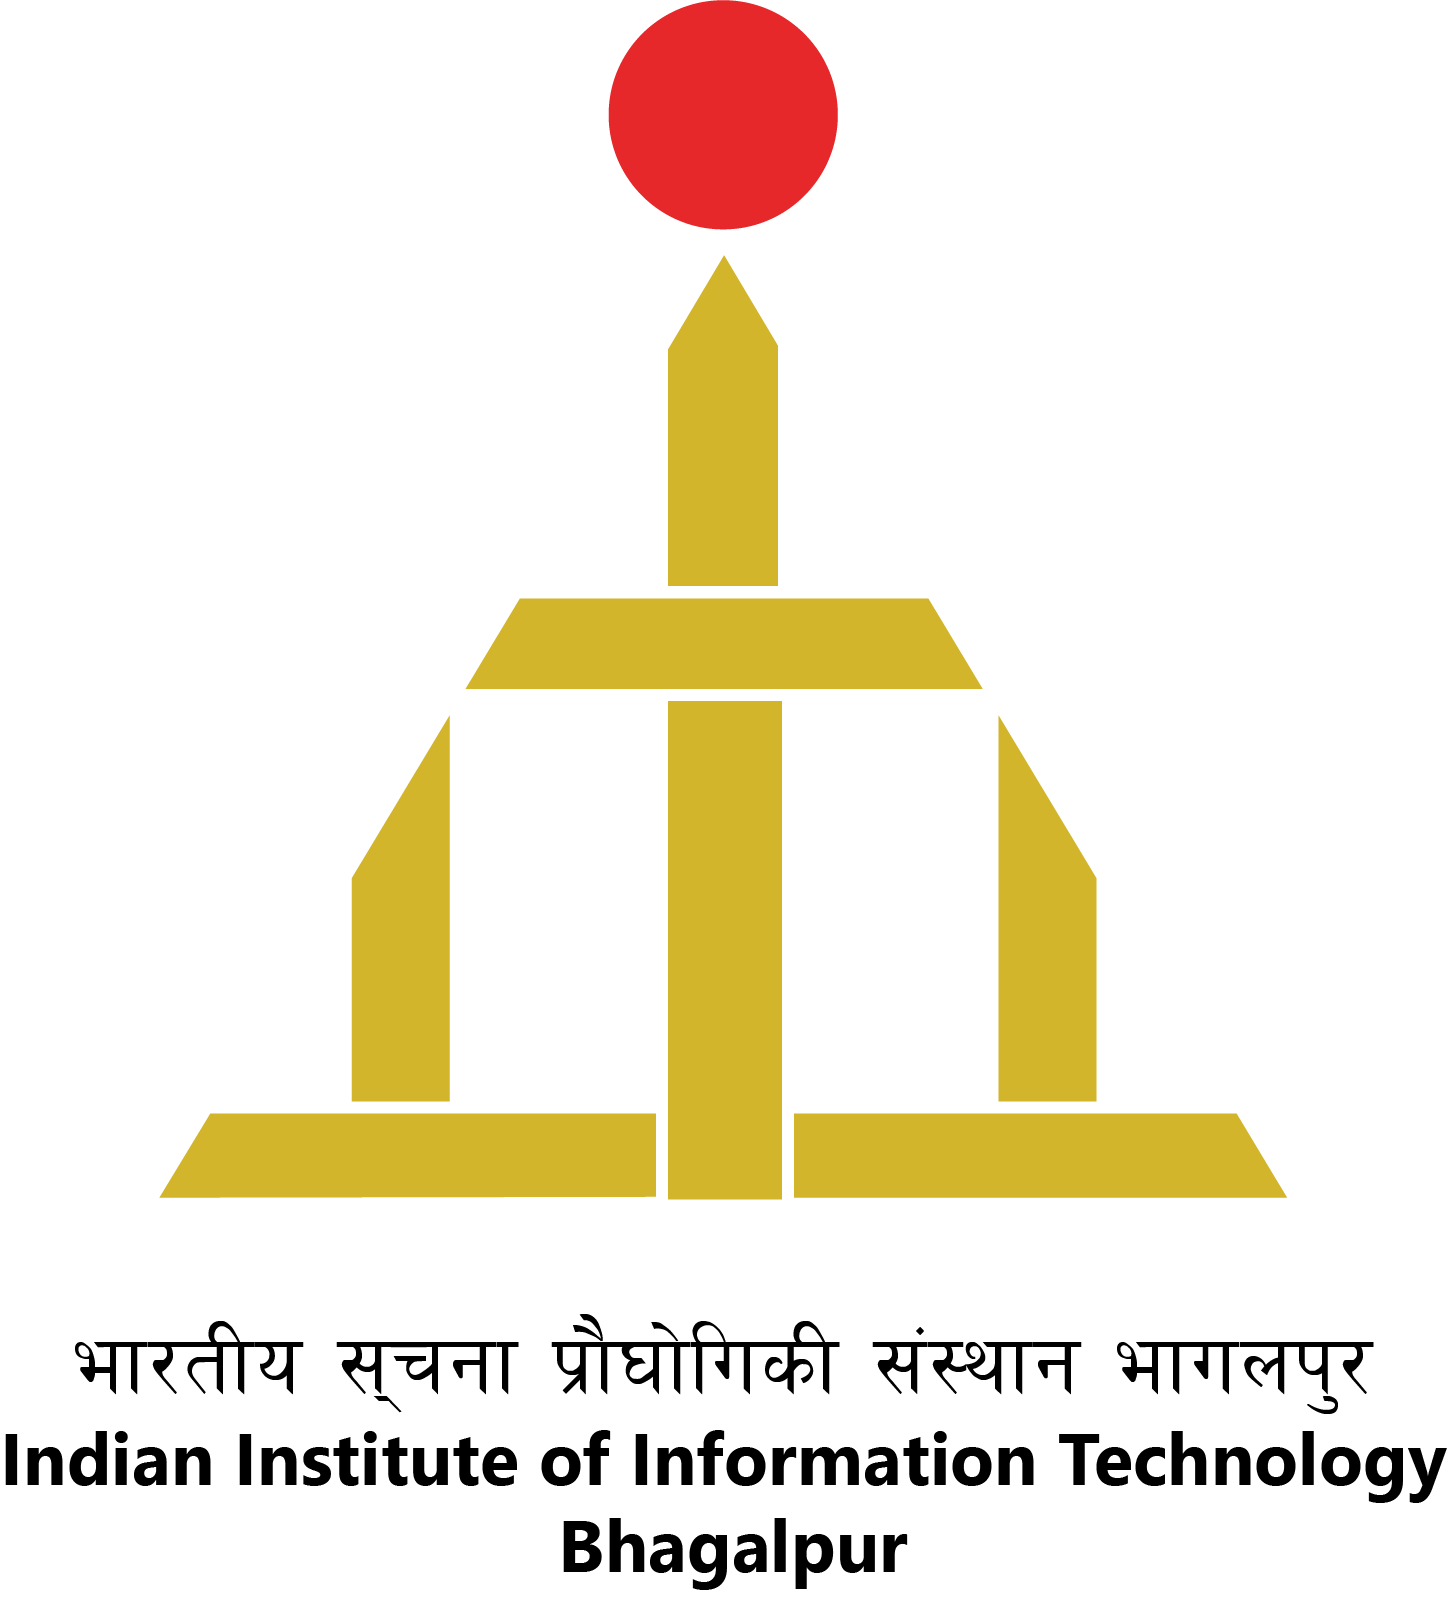 भारतीय सूचना प्रौघोगिकी संस्थान भागलपुर
Indian Institute of Information Technology
Bhagalpur